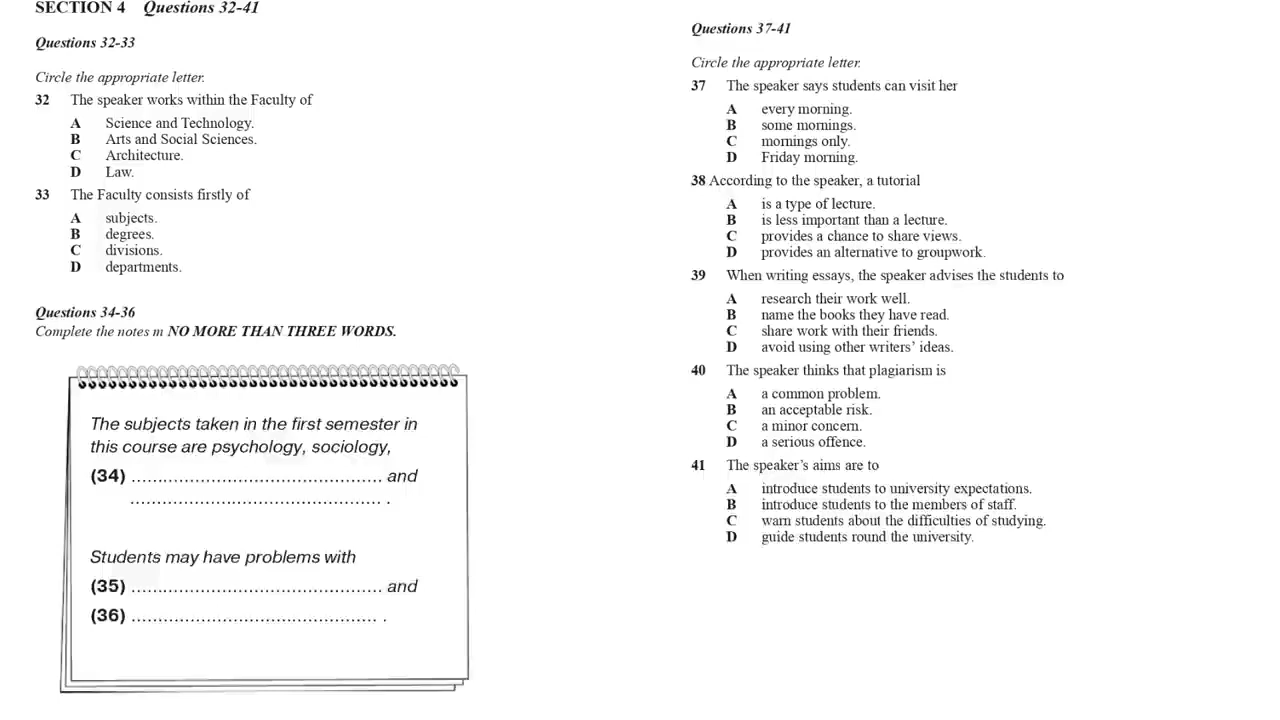 SECTION 4 Questions 32-41
Questions 32-33
Circle the appropriate letter.
32 The speaker works within the Faculty of
A Science and Technology.
B Arts and Social Sciences.
C Architecture.
D Law.
33 The Faculty consists firstly of
A subjects.
B degrees.
C divisions.
D departments.
Questions 34-36
Complete the notes m NO MORE THAN THREE WORDS.
The subjects taken in the first semester in
this course are psychology, sociology,
(34) ................................................ and
................................................ .
Students may have problems with
(35) ................................................ and
(36) ............................................... .
Questions 37-41
Circle the appropriate letter.
37 The speaker says students can visit her
A every morning.
B some mornings.
C mornings only.
D Friday morning.
38 According to the speaker, a tutorial
A is a type of lecture.
B is less important than a lecture.
C provides a chance to share views.
D provides an alternative to groupwork.
39 When writing essays, the speaker advises the students to
A research their work well.
B name the books they have read.
C share work with their friends.
D avoid using other writers' ideas.
40 The speaker thinks that plagiarism is
A a common problem.
B an acceptable risk.
C a minor concern.
D a serious offence.
41 The speaker's aims are to
A introduce students to university expectations.
B introduce students to the members of staff.
C warn students about the difficulties of studying.
D guide students round the university.